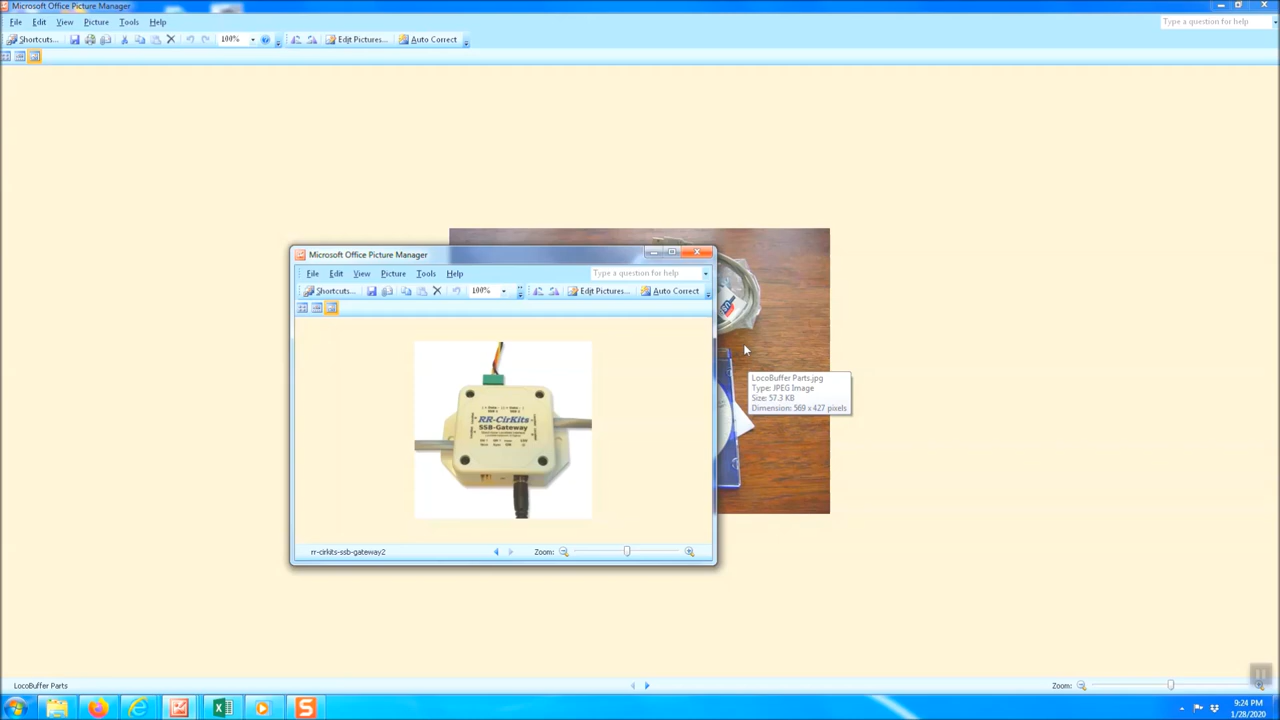 Microsoft Office Picture Manager
File Edit View Picture Tools Help
Type a question for help
Shortcuts... 100% Edit Pictures... Auto Correct
Microsoft Office Picture Manager
File Edit View Picture Tools Help
Type a question for help
Shortcuts... 100% Edit Pictures... Auto Correct
RR-CirKits
SSB-Gateway
LocoBuffer Parts.jpg
Type: JPEG Image
Size: 57.3 KB
Dimension: 569 x 427 pixels
rr-cirkits-ssb-gateway2
Zoom:
LocoBuffer Parts
Zoom:
9:24 PM
1/28/2020